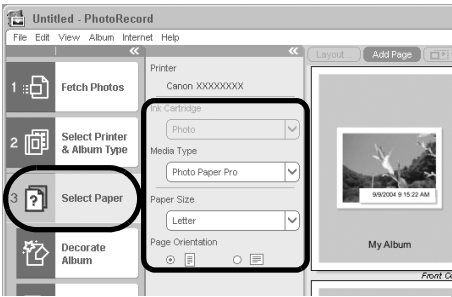 Untitled - PhotoRecord
File Edit View Album Internet Help
Layout... Add Page
1 Fetch Photos
2 Select Printer
& Album Type
3 Select Paper
Decorate
Album
Printer
Canon XXXXXXXX
Ink Cartridge
Photo
Media Type
Photo Paper Pro
Paper Size
Letter
Page Orientation
9/9/2004 9:15:22 AM
My Album
Front